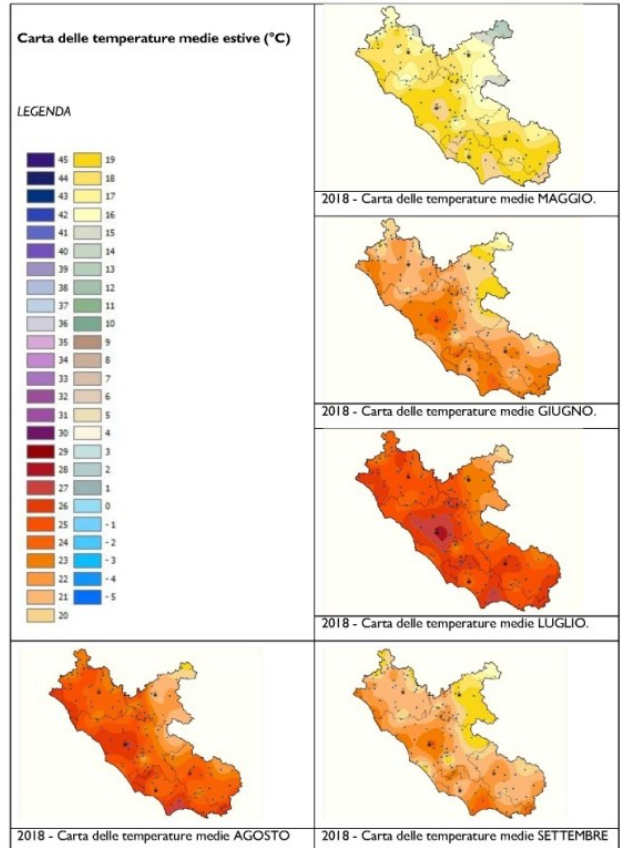 Carta delle temperature medie estive (°C)
LEGENDA
45 19
44 18
43 17
42 16
41 15
40 14
39 13
38 12
37 11
36 10
35 9
34 8
33 7
32 6
31 5
30 4
29 3
28 2
27 1
26 0
25 - 1
24 - 2
23 - 3
22 - 4
21 - 5
20
2018 - Carta delle temperature medie MAGGIO.
2018 - Carta delle temperature medie GIUGNO.
2018 - Carta delle temperature medie LUGLIO.
2018 - Carta delle temperature medie AGOSTO
2018 - Carta delle temperature medie SETTEMBRE